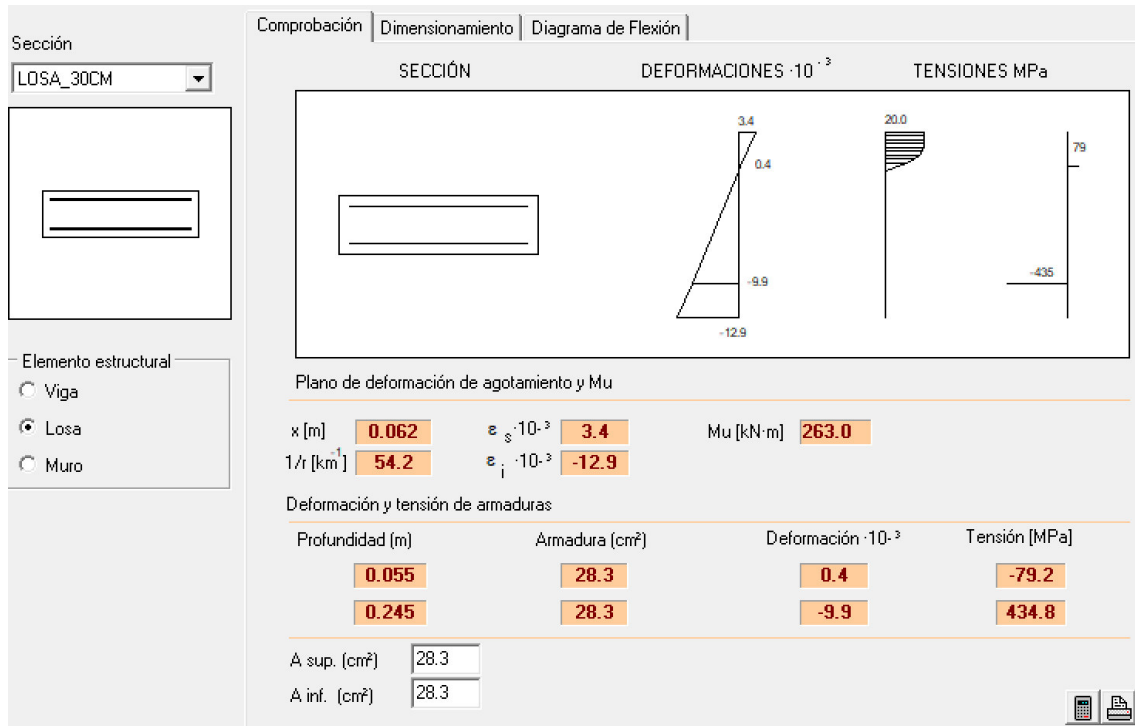 Comprobación Dimensionamiento Diagrama de Flexión
Sección
LOSA_30CM
SECCIÓN DEFORMACIONES ·10⁻³ TENSIONES MPa
3.4
0.4
-9.9
-12.9
20.0
79
-435
Elemento estructural
Viga
Losa
Muro
Plano de deformación de agotamiento y Mu
x [m] 0.062 ε s ·10-³ 3.4 Mu [kN·m] 263.0
1/r [km⁻¹] 54.2 ε i ·10-³ -12.9
Deformación y tensión de armaduras
Profundidad (m) Armadura (cm²) Deformación ·10-³ Tensión [MPa]
0.055 28.3 0.4 -79.2
0.245 28.3 -9.9 434.8
A sup. (cm²) 28.3
A inf. (cm²) 28.3